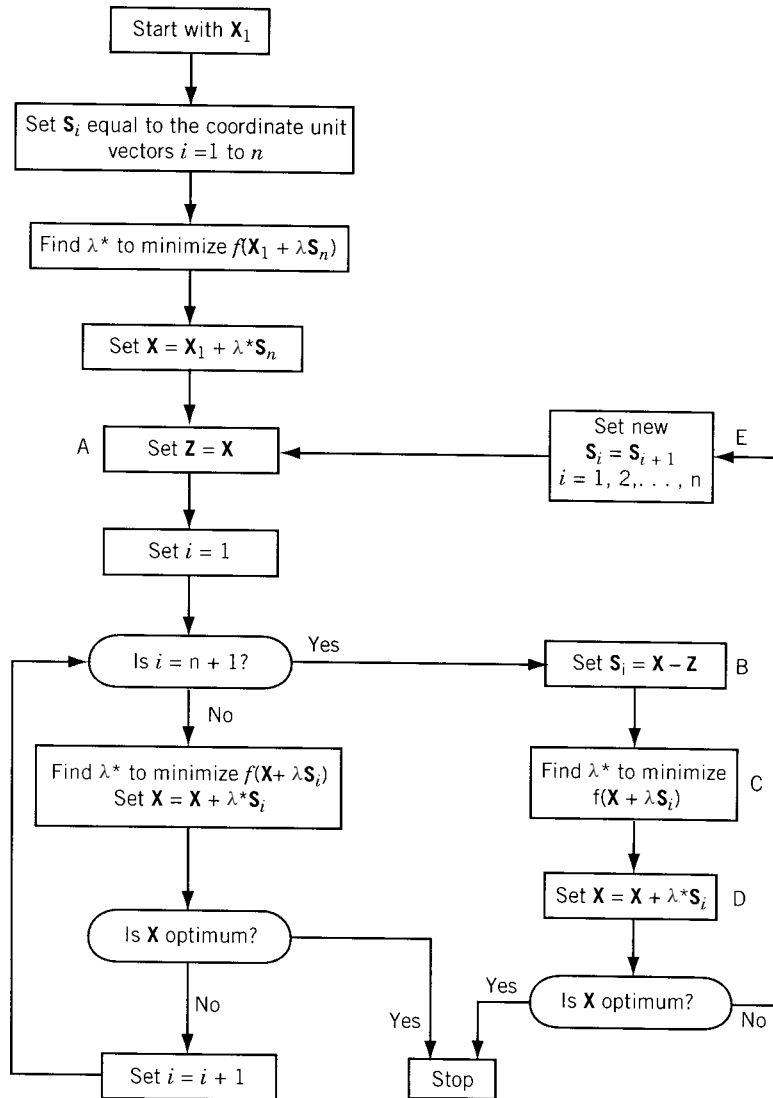 Start with X₁
Set Sᵢ equal to the coordinate unit
vectors i =1 to n
Find λ* to minimize f(X₁ + λSₙ)
Set X = X₁ + λ*Sₙ
A
Set Z = X
Set new
Sᵢ = Sᵢ ₊ ₁
i = 1, 2,. . . , n
E
Set i = 1
Is i = n + 1?
Yes
Set Sᵢ = X – Z
B
No
Find λ* to minimize f(X+ λSᵢ)
Set X = X + λ*Sᵢ
Find λ* to minimize
f(X + λSᵢ)
C
Set X = X + λ*Sᵢ
D
Is X optimum?
Yes
No
Is X optimum?
Yes
No
Set i = i + 1
Stop